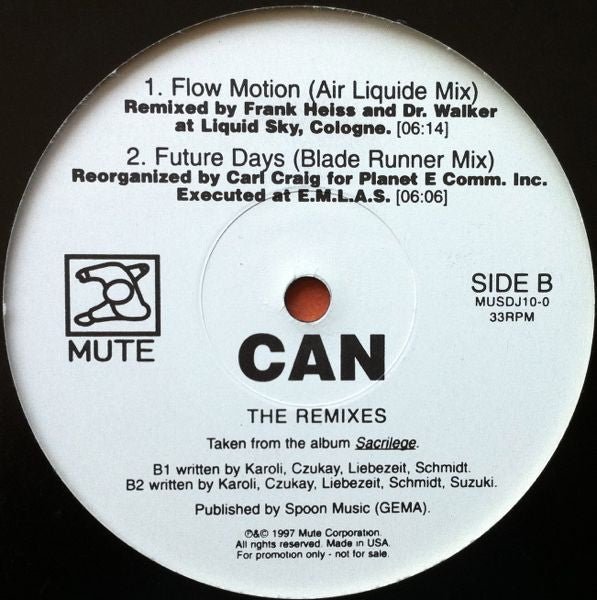 1. Flow Motion (Air Liquide Mix)
Remixed by Frank Heiss and Dr. Walker
at Liquid Sky, Cologne. [06:14]
2. Future Days (Blade Runner Mix)
Reorganized by Carl Craig for Planet E Comm. Inc.
Executed at E.M.L.A.S. [06:06]
MUTE
SIDE B
MUSDJ10-0
33RPM
CAN
THE REMIXES
Taken from the album Sacrilege.
B1 written by Karoli, Czukay, Liebezeit, Schmidt.
B2 written by Karoli, Czukay, Liebezeit, Schmidt, Suzuki.
Published by Spoon Music (GEMA).
℗&© 1997 Mute Corporation.
All rights reserved. Made in USA.
For promotion only - not for sale.